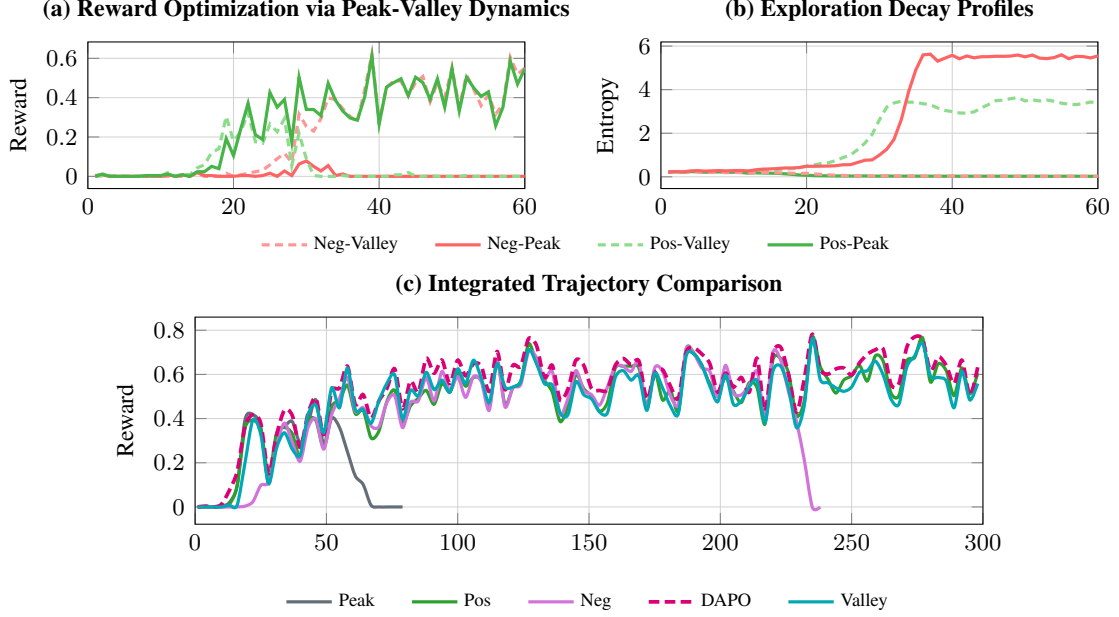 (a) Reward Optimization via Peak-Valley Dynamics
(b) Exploration Decay Profiles
Reward
0.6
0.4
0.2
0
0 20 40 60
Entropy
6
4
2
0
0 20 40 60
Neg-Valley Neg-Peak Pos-Valley Pos-Peak
(c) Integrated Trajectory Comparison
Reward
0.8
0.6
0.4
0.2
0
0 50 100 150 200 250 300
Peak Pos Neg DAPO Valley